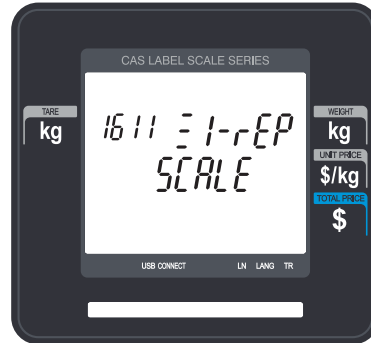 CAS LABEL SCALE SERIES
TARE
kg
1611 Ξ1-rEP
SCALE
WEIGHT
kg
UNIT PRICE
$/kg
TOTAL PRICE
$
USB CONNECT LN LANG TR